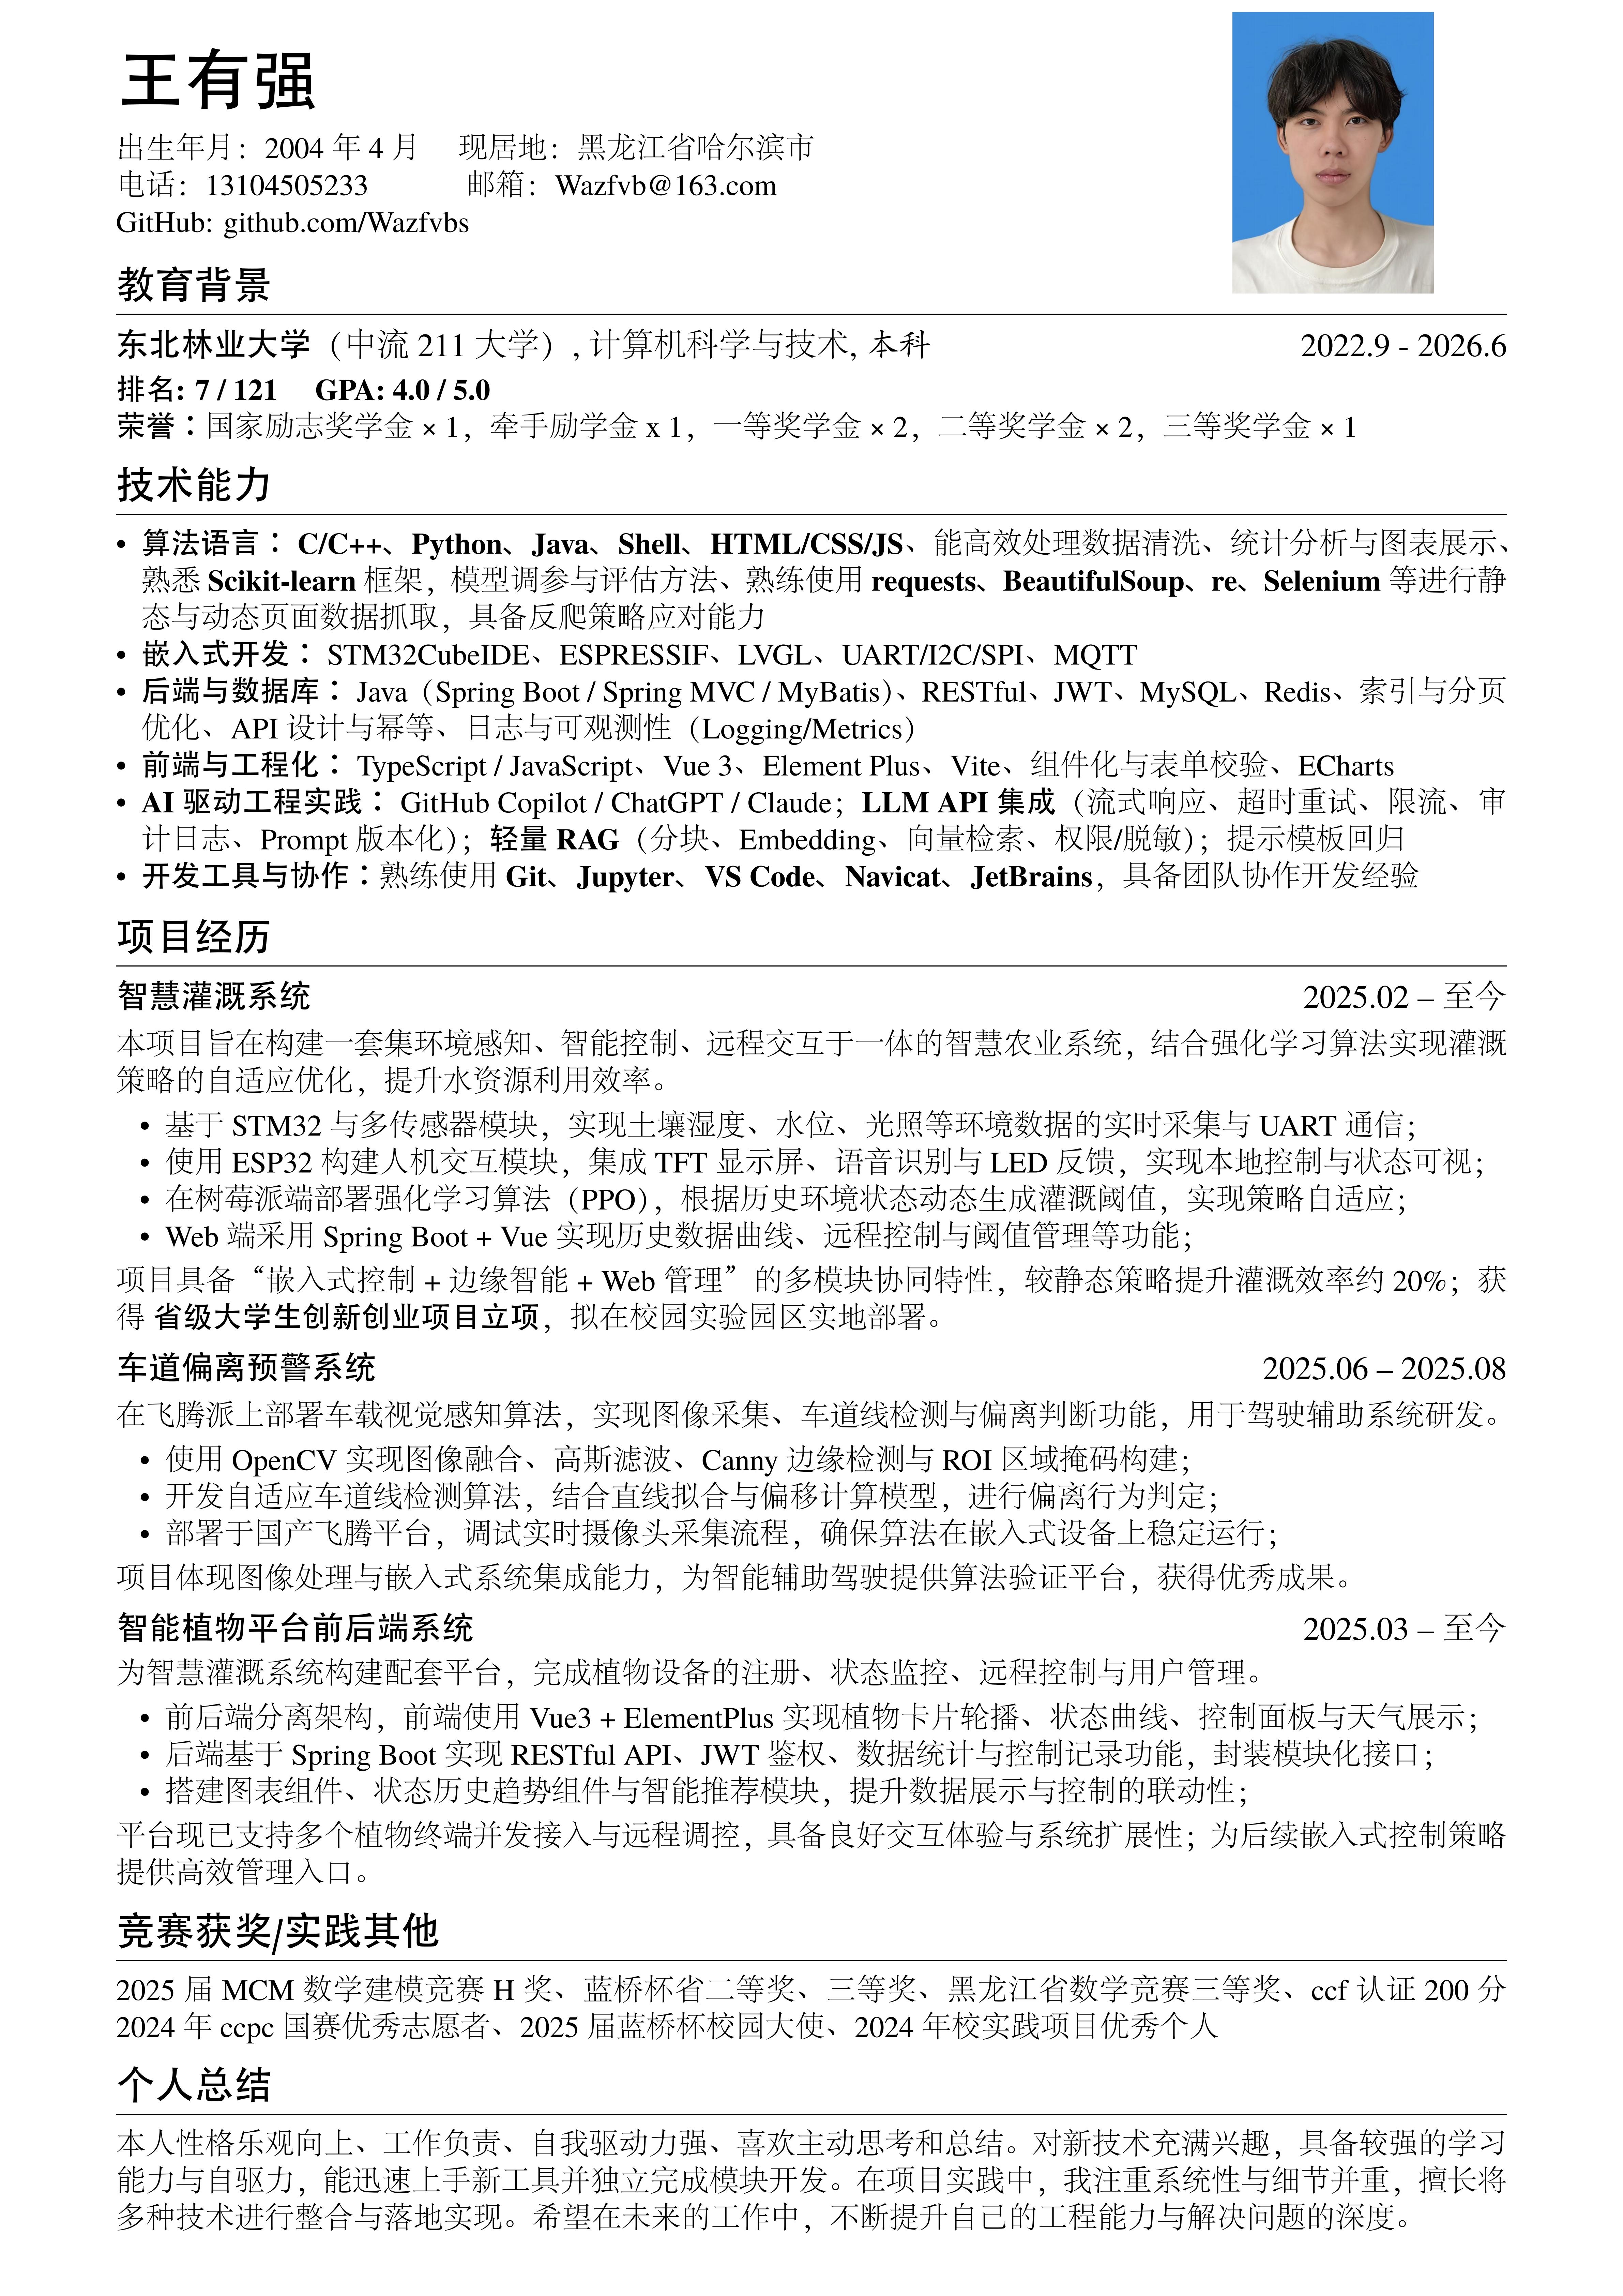 王有强
出生年月：2004 年 4 月 现居地：黑龙江省哈尔滨市
电话：13104505233 邮箱：Wazfvb@163.com
GitHub: github.com/Wazfvbs
教育背景
东北林业大学（中流 211 大学）, 计算机科学与技术, 本科 2022.9 - 2026.6
排名: 7 / 121 GPA: 4.0 / 5.0
荣誉：国家励志奖学金 × 1，牵手励学金 x 1，一等奖学金 × 2，二等奖学金 × 2，三等奖学金 × 1
技术能力
• 算法语言： C/C++、Python、Java、Shell、HTML/CSS/JS、能高效处理数据清洗、统计分析与图表展示、
熟悉 Scikit-learn 框架，模型调参与评估方法、熟练使用 requests、BeautifulSoup、re、Selenium 等进行静
态与动态页面数据抓取，具备反爬策略应对能力
• 嵌入式开发： STM32CubeIDE、ESPRESSIF、LVGL、UART/I2C/SPI、MQTT
• 后端与数据库： Java（Spring Boot / Spring MVC / MyBatis）、RESTful、JWT、MySQL、Redis、索引与分页
优化、API 设计与幂等、日志与可观测性（Logging/Metrics）
• 前端与工程化： TypeScript / JavaScript、Vue 3、Element Plus、Vite、组件化与表单校验、ECharts
• AI 驱动工程实践： GitHub Copilot / ChatGPT / Claude；LLM API 集成（流式响应、超时重试、限流、审
计日志、Prompt 版本化）；轻量 RAG（分块、Embedding、向量检索、权限/脱敏）；提示模板回归
• 开发工具与协作：熟练使用 Git、Jupyter、VS Code、Navicat、JetBrains，具备团队协作开发经验
项目经历
智慧灌溉系统 2025.02 – 至今
本项目旨在构建一套集环境感知、智能控制、远程交互于一体的智慧农业系统，结合强化学习算法实现灌溉
策略的自适应优化，提升水资源利用效率。
• 基于 STM32 与多传感器模块，实现土壤湿度、水位、光照等环境数据的实时采集与 UART 通信；
• 使用 ESP32 构建人机交互模块，集成 TFT 显示屏、语音识别与 LED 反馈，实现本地控制与状态可视；
• 在树莓派端部署强化学习算法（PPO），根据历史环境状态动态生成灌溉阈值，实现策略自适应；
• Web 端采用 Spring Boot + Vue 实现历史数据曲线、远程控制与阈值管理等功能；
项目具备“嵌入式控制 + 边缘智能 + Web 管理”的多模块协同特性，较静态策略提升灌溉效率约 20%；获
得 省级大学生创新创业项目立项，拟在校园实验园区实地部署。
车道偏离预警系统 2025.06 – 2025.08
在飞腾派上部署车载视觉感知算法，实现图像采集、车道线检测与偏离判断功能，用于驾驶辅助系统研发。
• 使用 OpenCV 实现图像融合、高斯滤波、Canny 边缘检测与 ROI 区域掩码构建；
• 开发自适应车道线检测算法，结合直线拟合与偏移计算模型，进行偏离行为判定；
• 部署于国产飞腾平台，调试实时摄像头采集流程，确保算法在嵌入式设备上稳定运行；
项目体现图像处理与嵌入式系统集成能力，为智能辅助驾驶提供算法验证平台，获得优秀成果。
智能植物平台前后端系统 2025.03 – 至今
为智慧灌溉系统构建配套平台，完成植物设备的注册、状态监控、远程控制与用户管理。
• 前后端分离架构，前端使用 Vue3 + ElementPlus 实现植物卡片轮播、状态曲线、控制面板与天气展示；
• 后端基于 Spring Boot 实现 RESTful API、JWT 鉴权、数据统计与控制记录功能，封装模块化接口；
• 搭建图表组件、状态历史趋势组件与智能推荐模块，提升数据展示与控制的联动性；
平台现已支持多个植物终端并发接入与远程调控，具备良好交互体验与系统扩展性；为后续嵌入式控制策略
提供高效管理入口。
竞赛获奖/实践其他
2025 届 MCM 数学建模竞赛 H 奖、蓝桥杯省二等奖、三等奖、黑龙江省数学竞赛三等奖、ccf 认证 200 分
2024 年 ccpc 国赛优秀志愿者、2025 届蓝桥杯校园大使、2024 年校实践项目优秀个人
个人总结
本人性格乐观向上、工作负责、自我驱动力强、喜欢主动思考和总结。对新技术充满兴趣，具备较强的学习
能力与自驱力，能迅速上手新工具并独立完成模块开发。在项目实践中，我注重系统性与细节并重，擅长将
多种技术进行整合与落地实现。希望在未来的工作中，不断提升自己的工程能力与解决问题的深度。